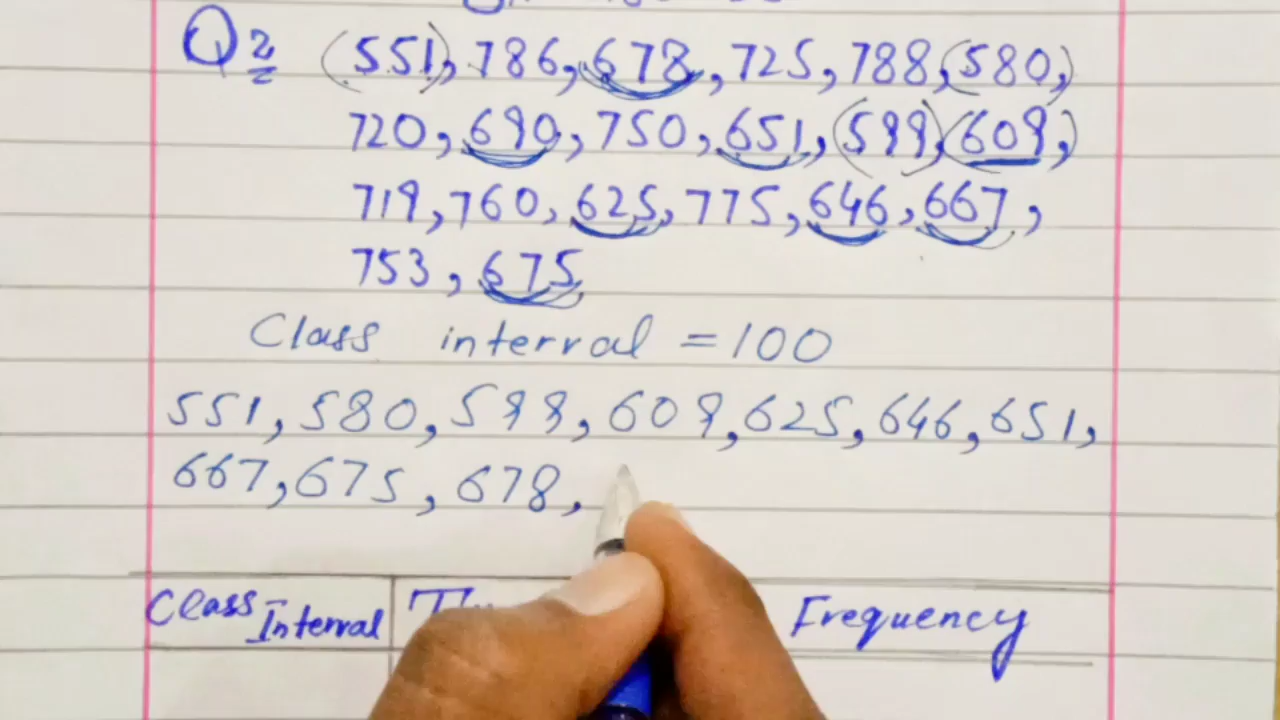 Q2 (551), 786, 678, 725, 788, (580,)
720, 690, 750, 651, (599), (609,)
719, 760, 625, 775, 646, 667,
753, 675
Class interval = 100
551, 580, 599, 609, 625, 646, 651,
667, 675, 678,
Class Interval Frequency